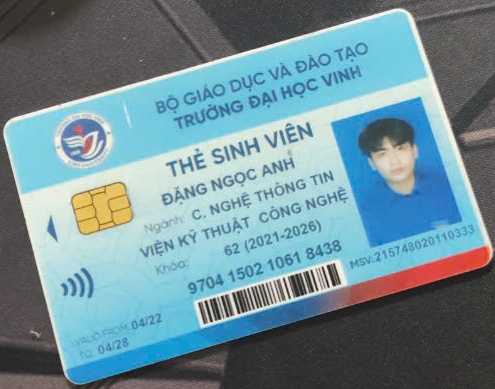 BỘ GIÁO DỤC VÀ ĐÀO TẠO
TRƯỜNG ĐẠI HỌC VINH
THẺ SINH VIÊN
ĐẶNG NGỌC ANH
Ngành: C. NGHỆ THÔNG TIN
VIỆN KỸ THUẬT CÔNG NGHỆ
Khóa: 62 (2021-2026)
9704 1502 1061 8438
MSV:215748020110333
VALID FROM: 04/22
TO: 04/28